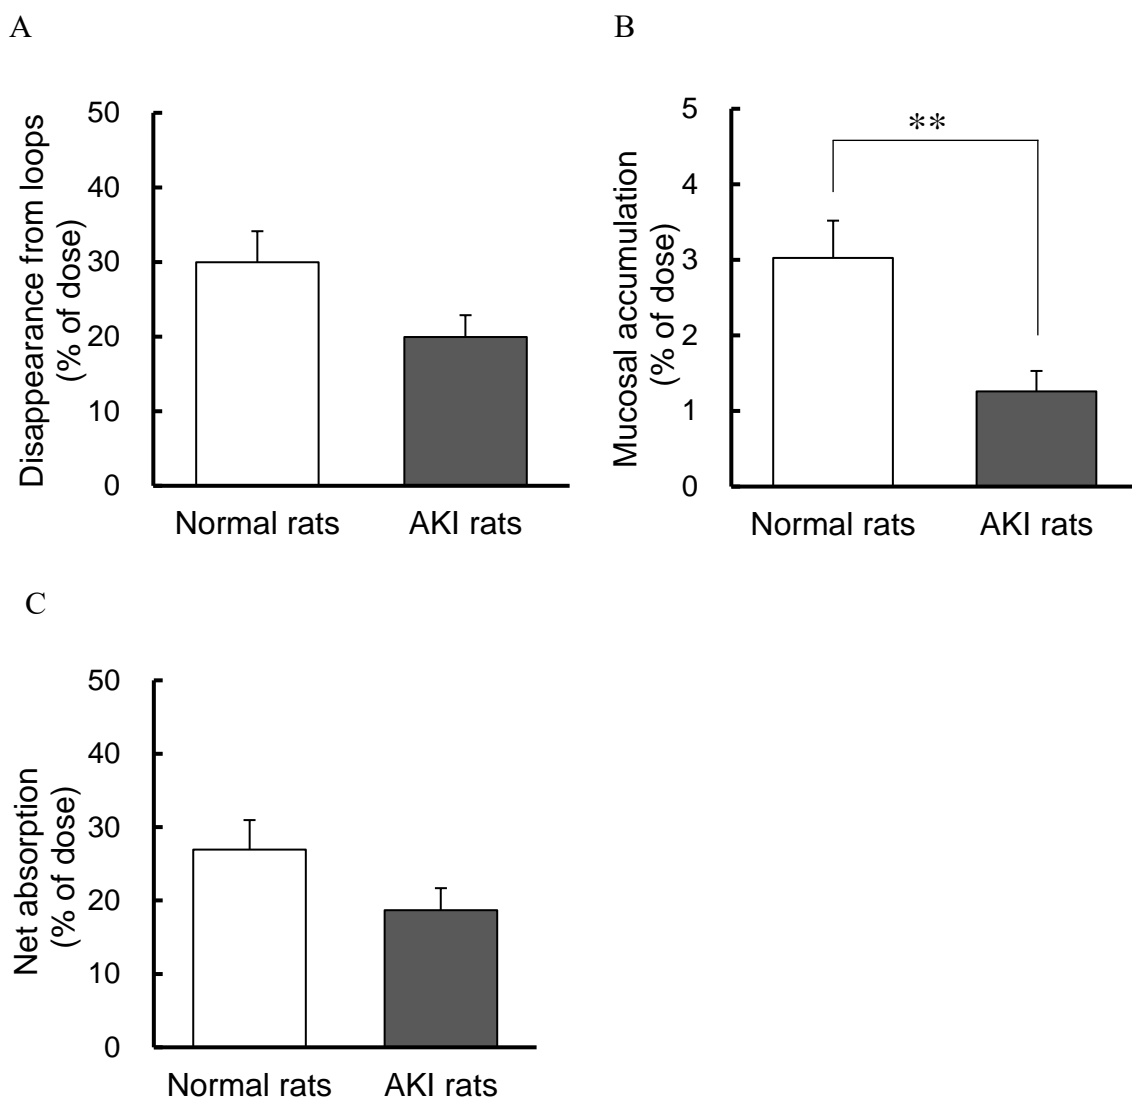 A
Disappearance from loops
(% of dose)
50
40
30
20
10
0
Normal rats
AKI rats
B
Mucosal accumulation
(% of dose)
5
4
3
2
1
0
**
Normal rats
AKI rats
C
Net absorption
(% of dose)
50
40
30
20
10
0
Normal rats
AKI rats